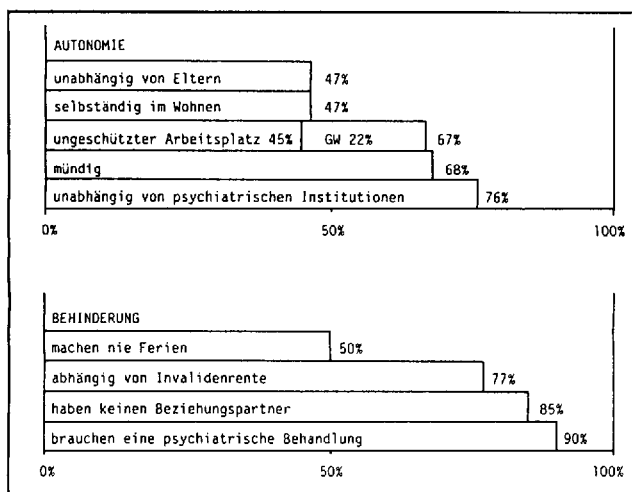 AUTONOMIE
unabhängig von Eltern 47%
selbständig im Wohnen 47%
ungeschützter Arbeitsplatz 45% GW 22% 67%
mündig 68%
unabhängig von psychiatrischen Institutionen 76%
0% 50% 100%
BEHINDERUNG
machen nie Ferien 50%
abhängig von Invalidenrente 77%
haben keinen Beziehungspartner 85%
brauchen eine psychiatrische Behandlung 90%
0% 50% 100%